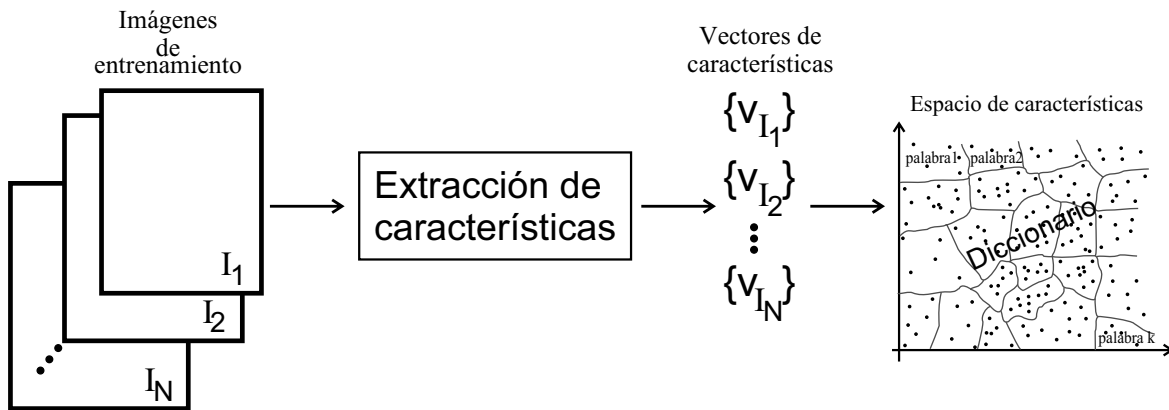 Imágenes
de
entrenamiento
I1
I2
IN
Extracción de
características
Vectores de
características
{vI1}
{vI2}
{vIN}
Espacio de características
palabra1 palabra2
Diccionario
palabra k